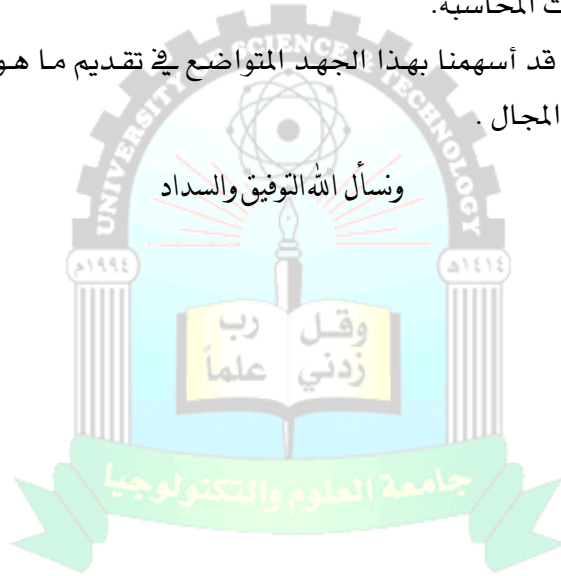 ت المحاسبة.
قد أسهمنا بهذا الجهد المتواضع في تقديم ما هو
المجال .
UNIVERSITY OF SCIENCE & TECHNOLOGY
ونسأل الله التوفيق والسداد
١٩٩٤م
١٤١٤هـ
وقل رب
زدني علماً
جامعة العلوم والتكنولوجيا